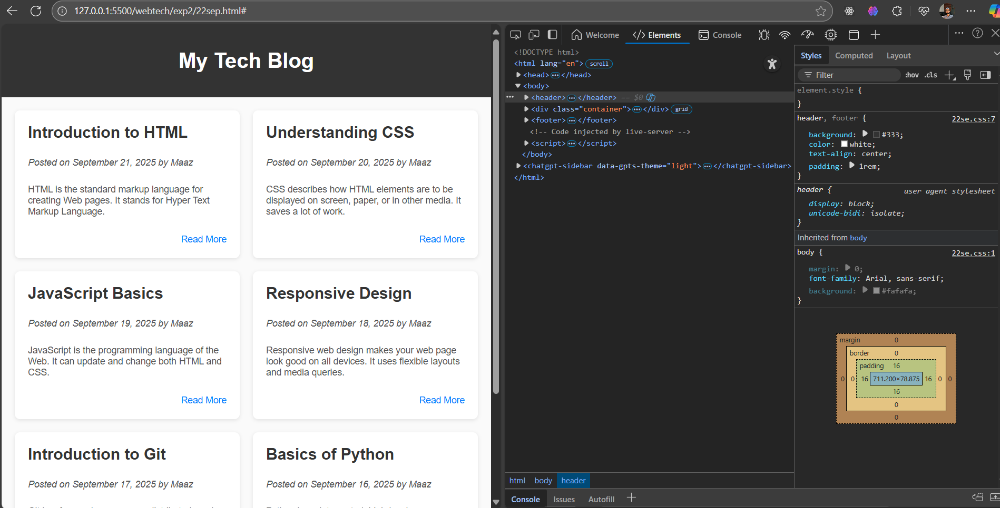 127.0.0.1:5500/webtech/exp2/22sep.html#
My Tech Blog
Introduction to HTML
Posted on September 21, 2025 by Maaz
HTML is the standard markup language for
creating Web pages. It stands for Hyper Text
Markup Language.
Read More
Understanding CSS
Posted on September 20, 2025 by Maaz
CSS describes how HTML elements are to be
displayed on screen, paper, or in other media. It
saves a lot of work.
Read More
JavaScript Basics
Posted on September 19, 2025 by Maaz
JavaScript is the programming language of the
Web. It can update and change both HTML and
CSS.
Read More
Responsive Design
Posted on September 18, 2025 by Maaz
Responsive web design makes your web page
look good on all devices. It uses flexible layouts
and media queries.
Read More
Introduction to Git
Posted on September 17, 2025 by Maaz
Basics of Python
Posted on September 16, 2025 by Maaz
Welcome
Elements
Console
<!DOCTYPE html>
<html lang="en"> scroll
<head>…</head>
<body>
<header>…</header> == $0
<div class="container">…</div> grid
<footer>…</footer>
<!-- Code injected by live-server -->
<script>…</script>
</body>
<chatgpt-sidebar data-gpts-theme="light">…</chatgpt-sidebar>
</html>
html body header
Console Issues Autofill
Styles Computed Layout
Filter :hov .cls
element.style {
}
header, footer { 22se.css:7
background: #333;
color: white;
text-align: center;
padding: 1rem;
}
header { user agent stylesheet
display: block;
unicode-bidi: isolate;
}
Inherited from body
body { 22se.css:1
margin: 0;
font-family: Arial, sans-serif;
background: #fafafa;
}
margin 0
border 0
padding 16
0 0 16 711.200×78.875 16 0 0
16
0
0